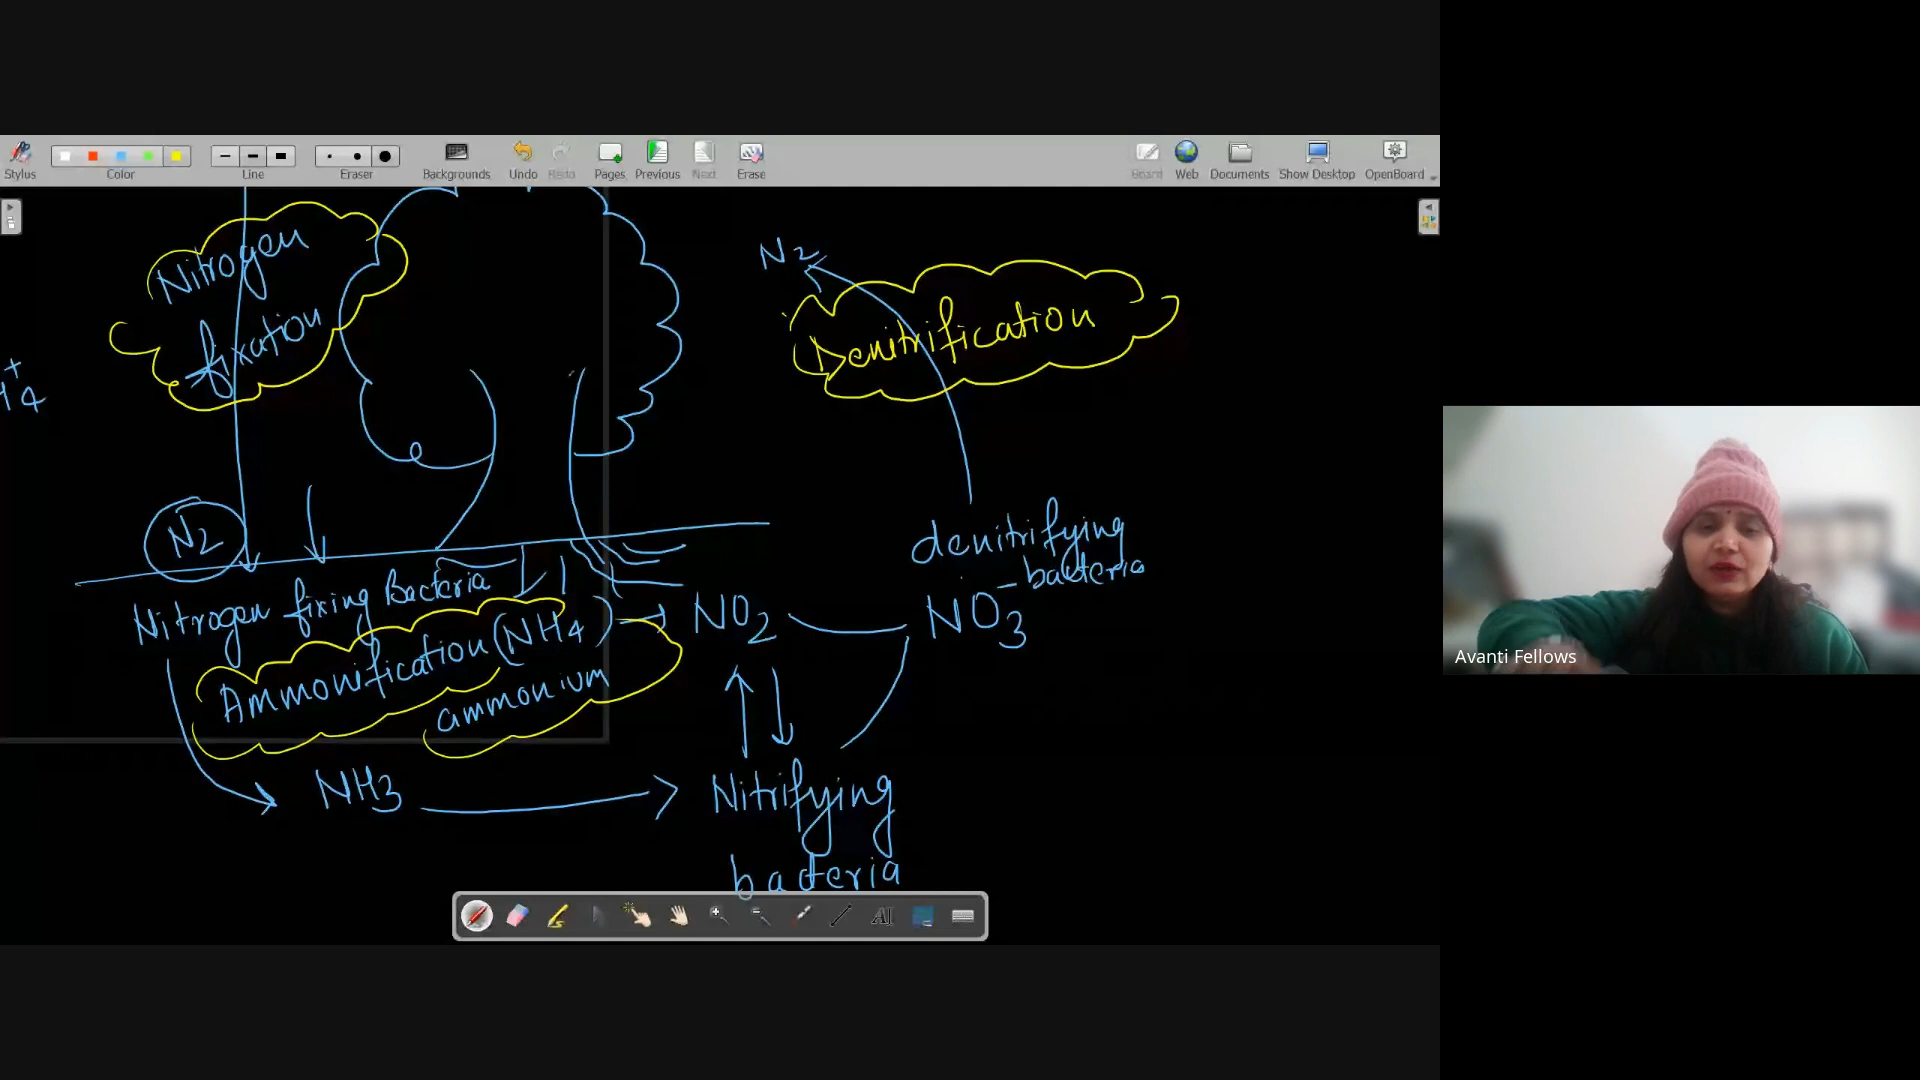 Stylus
Color
Line
Eraser
Backgrounds
Undo
Redo
Pages
Previous
Next
Erase
Board
Web
Documents
Show Desktop
OpenBoard
Nitrogen
fixation
N2
Denitrification
+
4
N2
denitrifying
bacteria
Nitrogen fixing Bacteria
Ammonification (NH4) → NO2
NO3-
ammonium
NH3
Nitrifying
bacteria
Avanti Fellows